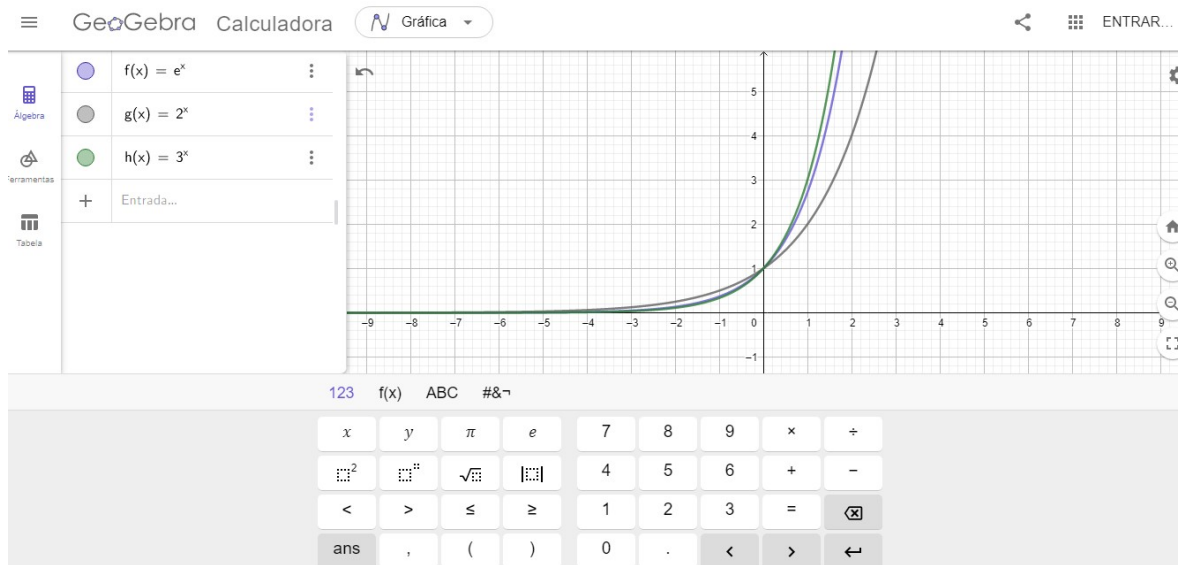 GeoGebra Calculadora Gráfica ENTRAR...
f(x) = eˣ
Álgebra
g(x) = 2ˣ
h(x) = 3ˣ
Ferramentas
Entrada...
Tabela
5
4
3
2
1
-9 -8 -7 -6 -5 -4 -3 -2 -1 0 1 2 3 4 5 6 7 8 9
-1
123 f(x) ABC #&¬
x y π e 7 8 9 × ÷
² √ 4 5 6 + −
< > ≤ ≥ 1 2 3 =
ans , ( ) 0 . < >